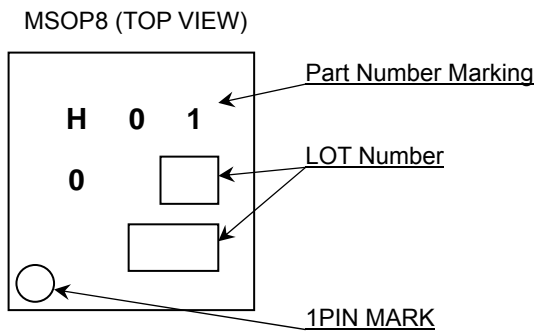 MSOP8 (TOP VIEW)
Part Number Marking
H 0 1
LOT Number
0
1PIN MARK